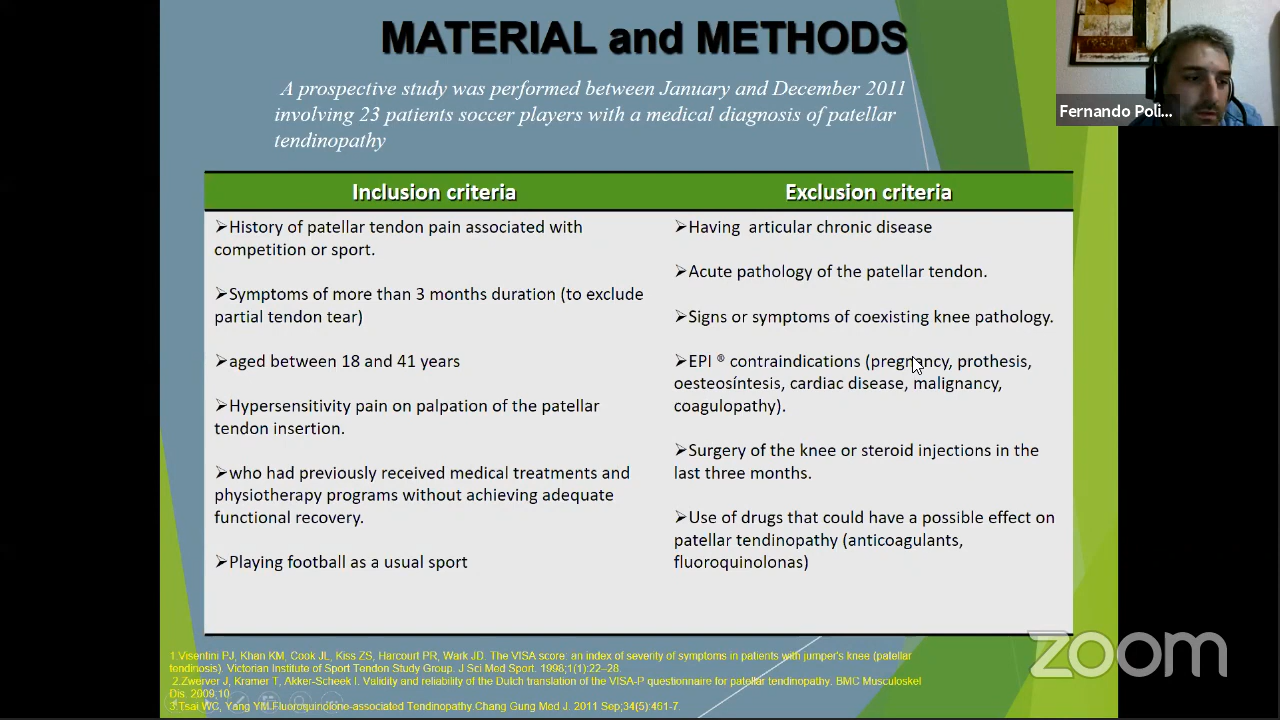 MATERIAL and METHODS
A prospective study was performed between January and December 2011
involving 23 patients soccer players with a medical diagnosis of patellar
tendinopathy
Fernando Poli...
Inclusion criteria
➢History of patellar tendon pain associated with
competition or sport.
➢Symptoms of more than 3 months duration (to exclude
partial tendon tear)
➢aged between 18 and 41 years
➢Hypersensitivity pain on palpation of the patellar
tendon insertion.
➢who had previously received medical treatments and
physiotherapy programs without achieving adequate
functional recovery.
➢Playing football as a usual sport
Exclusion criteria
➢Having articular chronic disease
➢Acute pathology of the patellar tendon.
➢Signs or symptoms of coexisting knee pathology.
➢EPI ® contraindications (pregnancy, prothesis,
oesteosíntesis, cardiac disease, malignancy,
coagulopathy).
➢Surgery of the knee or steroid injections in the
last three months.
➢Use of drugs that could have a possible effect on
patellar tendinopathy (anticoagulants,
fluoroquinolonas)
1 Visentini PJ, Khan KM, Cook JL, Kiss ZS, Harcourt PR, Wark JD. The VISA score: an index of severity of symptoms in patients with jumper's knee (patellar
tendinosis). Victorian Institute of Sport Tendon Study Group. J Sci Med Sport. 1998;1(1):22–28.
2.Zwerver J, Kramer T, Akker-Scheek I. Validity and reliability of the Dutch translation of the VISA-P questionnaire for patellar tendinopathy. BMC Musculoskel
Dis. 2009;10
3 Tsai WC, Yang YM.Fluoroquinolone-associated Tendinopathy.Chang Gung Med J. 2011 Sep;34(5):461-7.
zoom